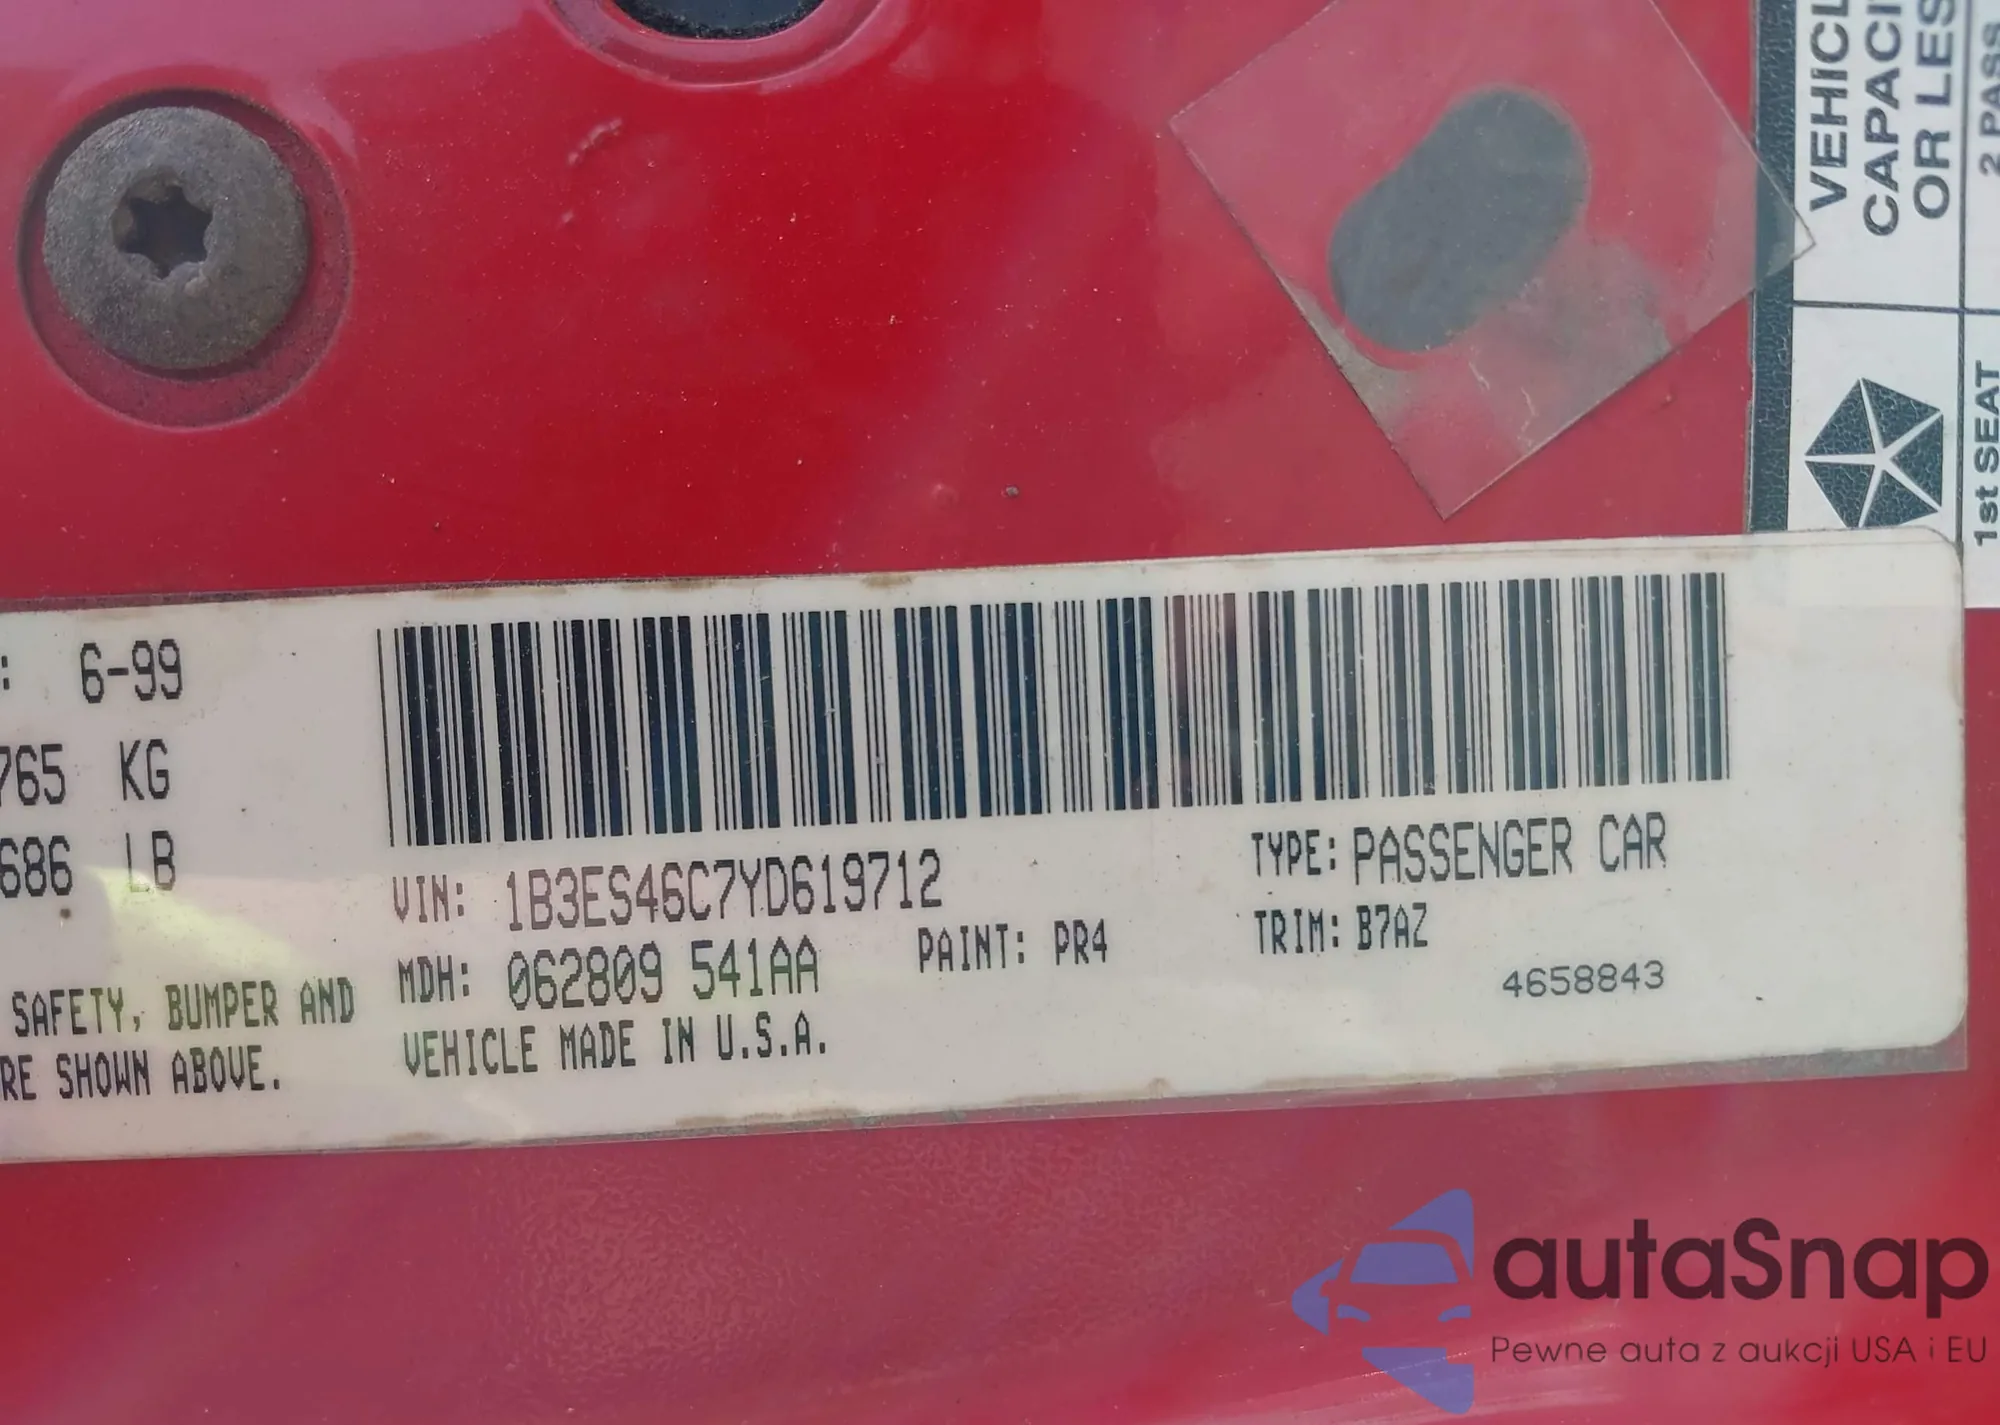 VEHICL
CAPACI
OR LES
2 PASS
1st SEAT
: 6-99
765 KG
686 LB
SAFETY, BUMPER AND
RE SHOWN ABOVE.
VIN: 1B3ES46C7YD619712
MDH: 062809 541AA
PAINT: PR4
VEHICLE MADE IN U.S.A.
TYPE: PASSENGER CAR
TRIM: B7AZ
4658843
autaSnap
Pewne auta z aukcji USA i EU